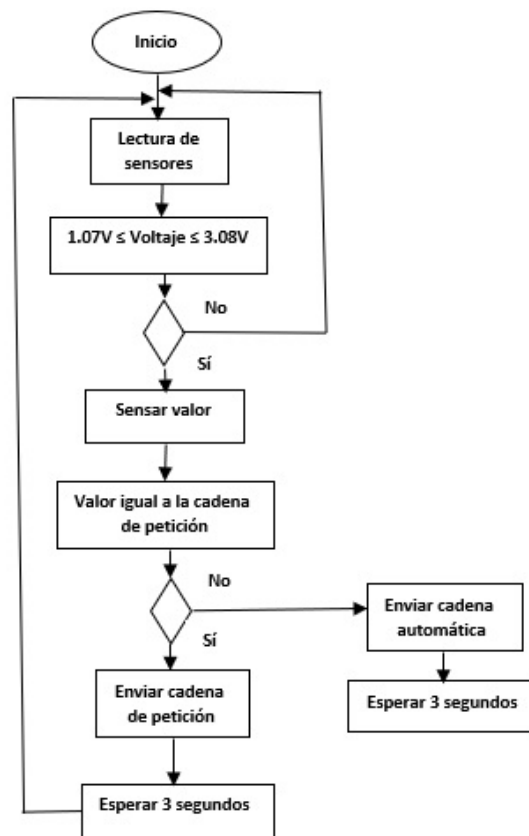 Inicio
Lectura de
sensores
1.07V ≤ Voltaje ≤ 3.08V
No
Sí
Sensar valor
Valor igual a la cadena
de petición
No
Sí
Enviar cadena
automática
Enviar cadena
de petición
Esperar 3 segundos
Esperar 3 segundos